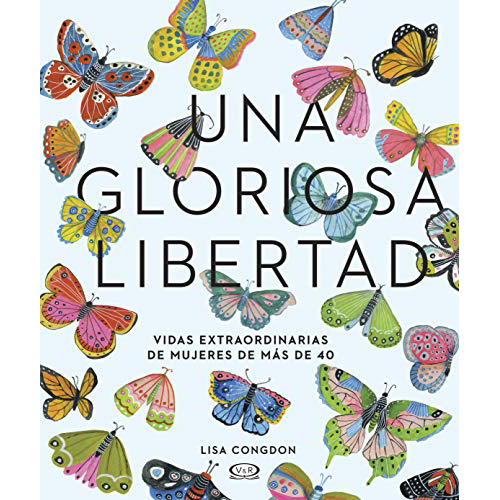 UNA
GLORIOSA
LIBERTAD
VIDAS EXTRAORDINARIAS
DE MUJERES DE MÁS DE 40
LISA CONGDON
V&R